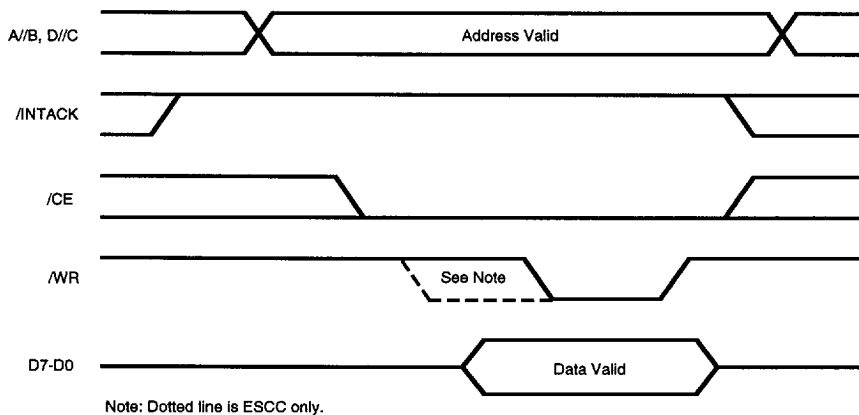 A//B, D//C
Address Valid
/INTACK
/CE
/WR
See Note
D7-D0
Data Valid
Note: Dotted line is ESCC only.